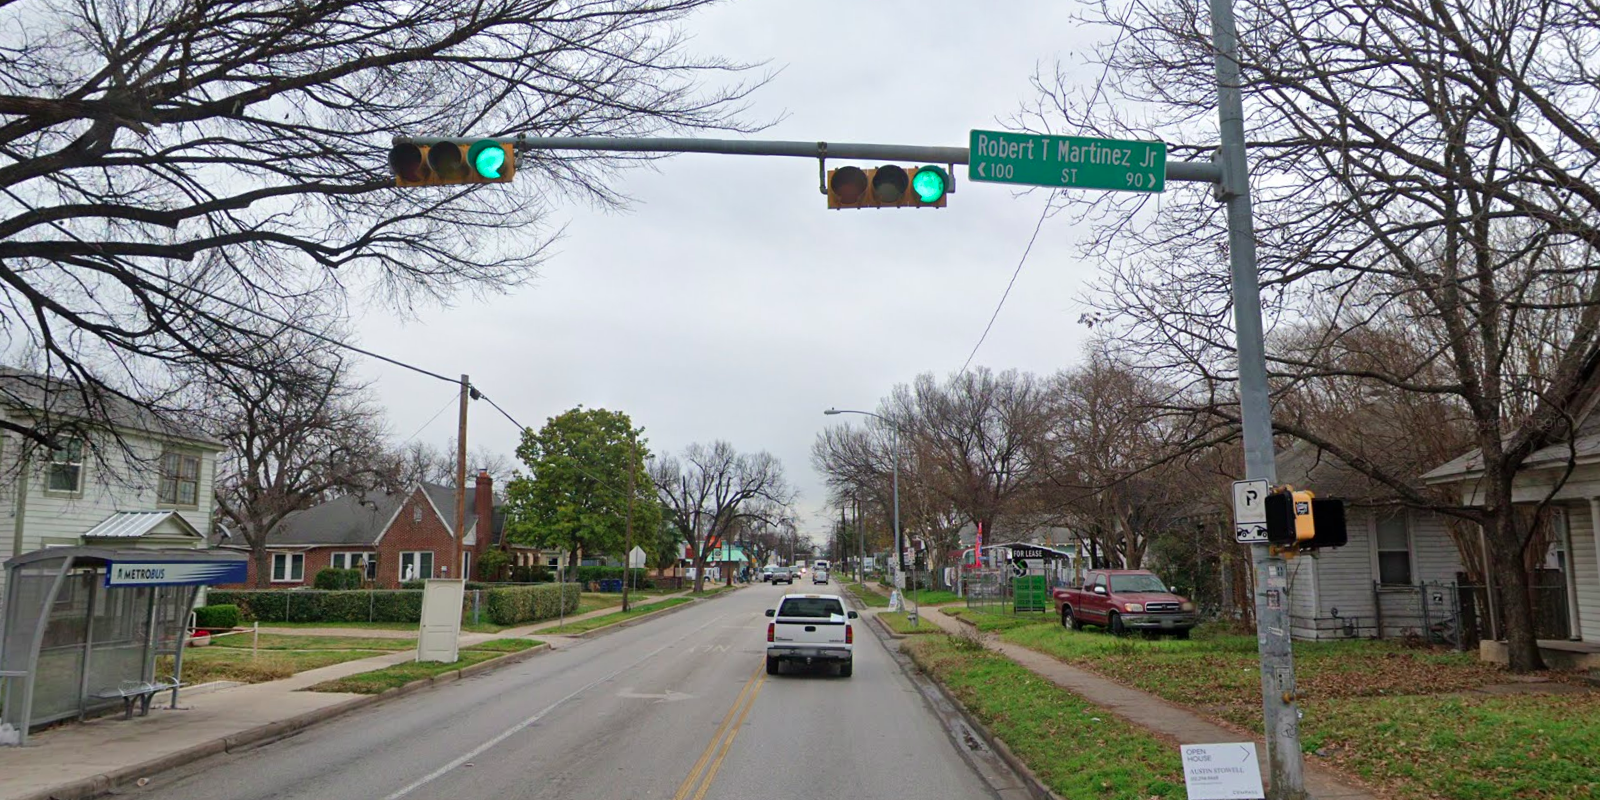 Robert T Martinez Jr
100 ST 90
METROBUS
FOR LEASE
P
OPEN
HOUSE
AUSTIN STOWELL